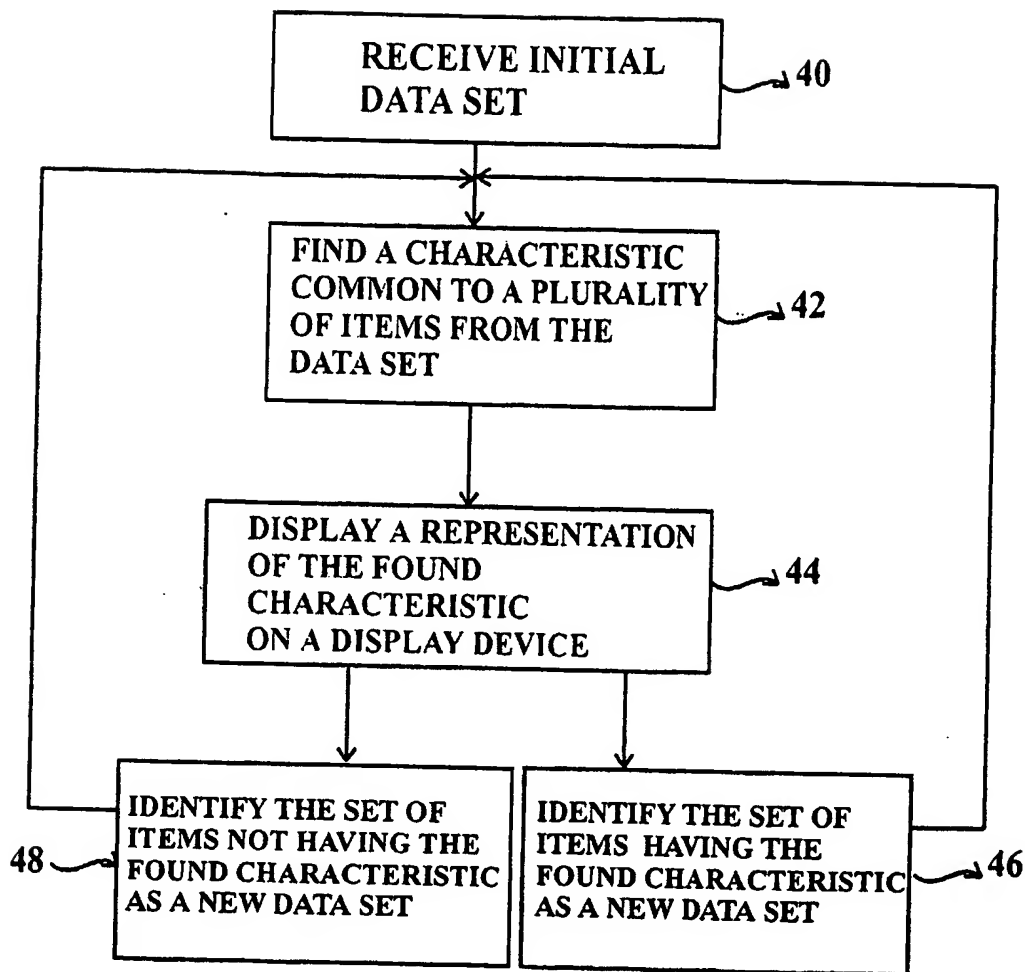 RECEIVE INITIAL
DATA SET
40
FIND A CHARACTERISTIC
COMMON TO A PLURALITY
OF ITEMS FROM THE
DATA SET
42
DISPLAY A REPRESENTATION
OF THE FOUND
CHARACTERISTIC
ON A DISPLAY DEVICE
44
48
IDENTIFY THE SET OF
ITEMS NOT HAVING THE
FOUND CHARACTERISTIC
AS A NEW DATA SET
IDENTIFY THE SET OF
ITEMS HAVING THE
FOUND CHARACTERISTIC
AS A NEW DATA SET
46